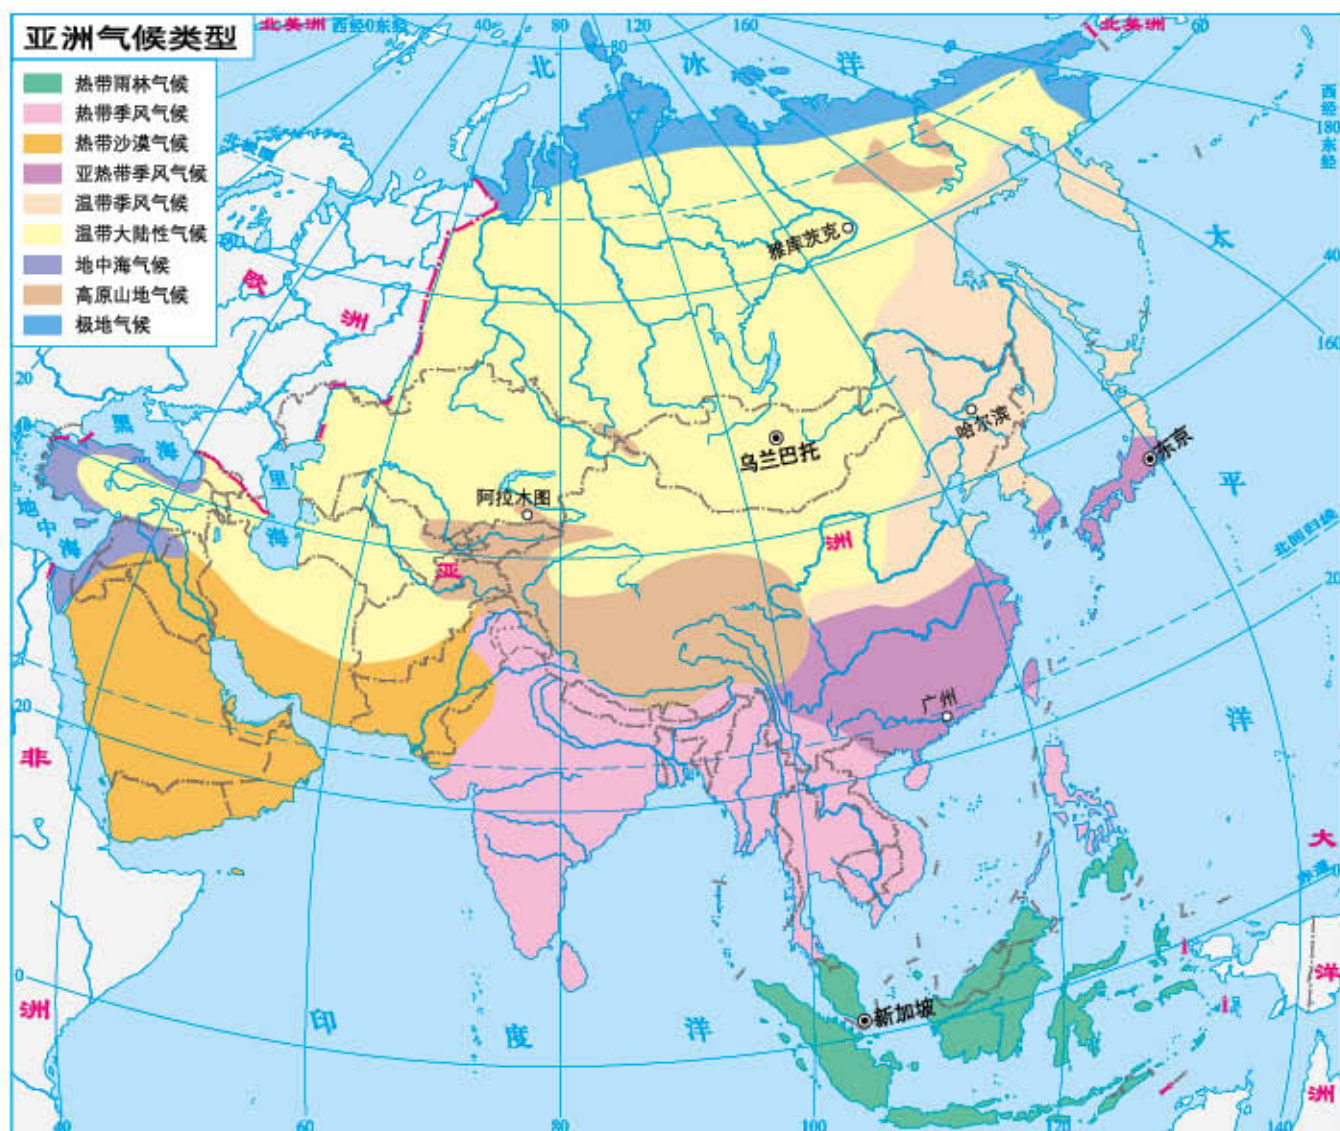 亚洲气候类型
热带雨林气候
热带季风气候
热带沙漠气候
亚热带季风气候
温带季风气候
温带大陆性气候
地中海气候
高原山地气候
极地气候
北美洲
西经0东经
40
80
120
160
北美洲
60
80
北
冰
洋
西经
180
东经
40
160
20
太
平
洋
雅库茨克
欧
洲
20
黑
海
里
海
地
中
海
乌兰巴托
哈尔滨
东京
阿拉木图
亚
洲
北回归线
广州
20
非
洲
大
洋
洲
赤道
0
0
印
度
洋
新加坡
40
60
80
100
120
140